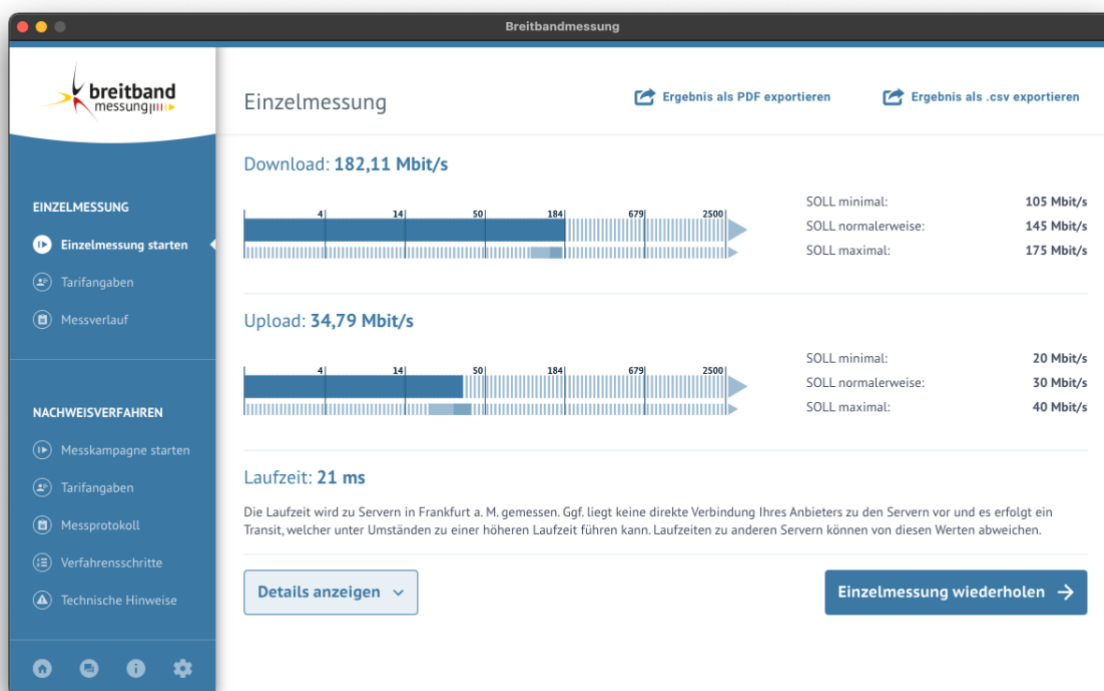 Breitbandmessung
breitband
messung
EINZELMESSUNG
Einzelmessung starten
Tarifangaben
Messverlauf
NACHWEISVERFAHREN
Messkampagne starten
Tarifangaben
Messprotokoll
Verfahrensschritte
Technische Hinweise
Einzelmessung
Ergebnis als PDF exportieren
Ergebnis als .csv exportieren
Download: 182,11 Mbit/s
4 14 50 184 679 2500
SOLL minimal: 105 Mbit/s
SOLL normalerweise: 145 Mbit/s
SOLL maximal: 175 Mbit/s
Upload: 34,79 Mbit/s
4 14 50 184 679 2500
SOLL minimal: 20 Mbit/s
SOLL normalerweise: 30 Mbit/s
SOLL maximal: 40 Mbit/s
Laufzeit: 21 ms
Die Laufzeit wird zu Servern in Frankfurt a. M. gemessen. Ggf. liegt keine direkte Verbindung Ihres Anbieters zu den Servern vor und es erfolgt ein
Transit, welcher unter Umständen zu einer höheren Laufzeit führen kann. Laufzeiten zu anderen Servern können von diesen Werten abweichen.
Details anzeigen
Einzelmessung wiederholen